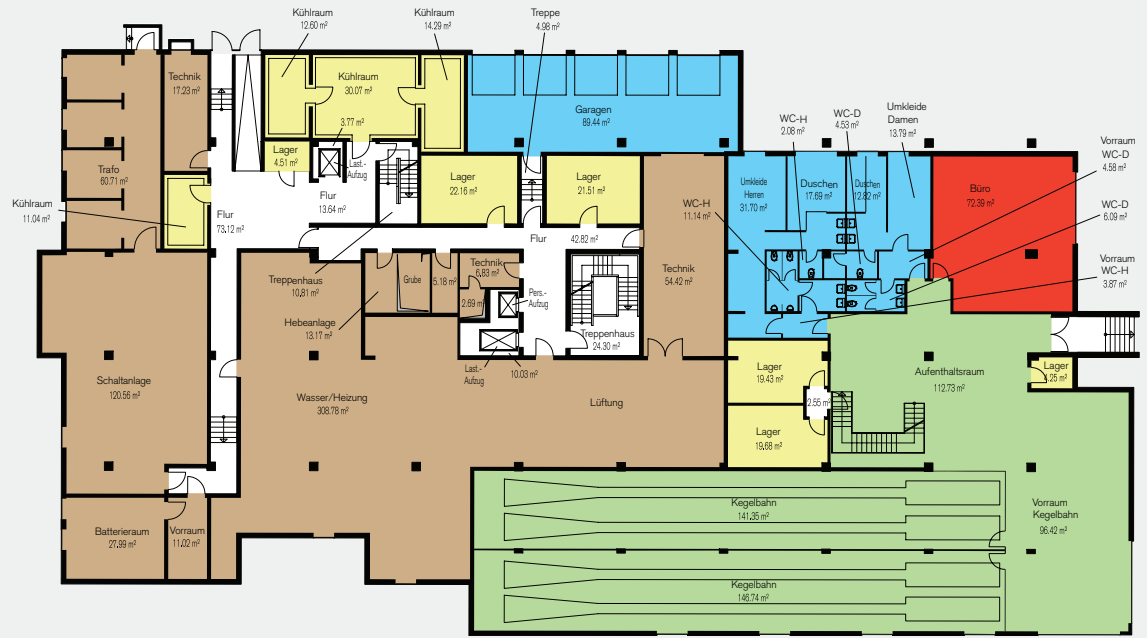 Kühlraum
12.60 m²
Kühlraum
14.29 m²
Treppe
4.98 m²
Technik
17.23 m²
Kühlraum
30.07 m²
Garagen
89.44 m²
3.77 m²
WC-H
2.08 m²
WC-D
4.53 m²
Umkleide
Damen
13.79 m²
Vorraum
WC-D
4.58 m²
Trafo
60.71 m²
Lager
4.51 m²
Last.-
Aufzug
Lager
22.16 m²
Lager
21.51 m²
Umkleide
Herren
31.70 m²
Duschen
17.69 m²
Duschen
12.82 m²
Büro
72.39 m²
Kühlraum
11.04 m²
Flur
73.12 m²
Flur
13.64 m²
WC-H
11.14 m²
WC-D
6.09 m²
Flur
42.82 m²
Vorraum
WC-H
3.87 m²
Treppenhaus
10.81 m²
Grube
5.18 m²
Technik
6.83 m²
2.69 m²
Pers.-
Aufzug
Technik
54.42 m²
Hebeanlage
13.17 m²
Treppenhaus
24.30 m²
Last.-
Aufzug
10.03 m²
Schaltanlage
120.56 m²
Wasser/Heizung
308.78 m²
Lüftung
Lager
19.43 m²
2.55 m²
Aufenthaltsraum
112.73 m²
Lager
4.25 m²
Lager
19.68 m²
Batterieraum
27.99 m²
Vorraum
11.02 m²
Kegelbahn
141.35 m²
Vorraum
Kegelbahn
96.42 m²
Kegelbahn
146.74 m²